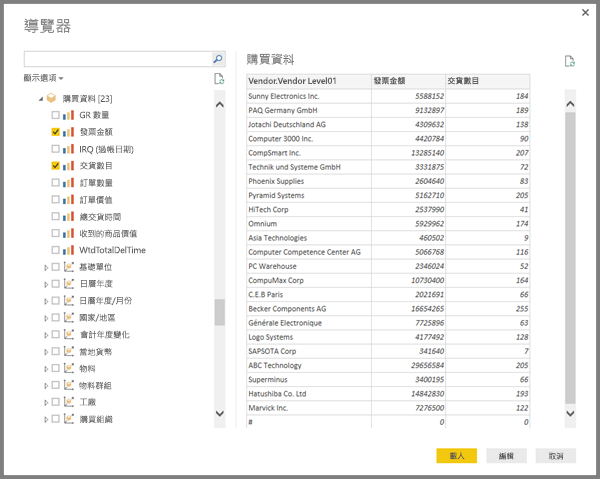 導覽器
顯示選項
購買資料 [23]
GR 數量
發票金額
IRQ (過帳日期)
交貨數目
訂單數量
訂單價值
總交貨時間
收到的商品價值
WtdTotalDelTime
基礎單位
日曆年度
日曆年度/月份
國家/地區
會計年度變化
當地貨幣
物料
物料群組
工廠
購買組織
購買資料
Vendor.Vendor Level01 發票金額 交貨數目
Sunny Electronics Inc. 5588152 184
PAQ Germany GmbH 9132897 189
Jotachi Deutschland AG 4309632 138
Computer 3000 Inc. 4420784 90
CompSmart Inc. 13285140 207
Technik und Systeme GmbH 3331875 72
Phoenix Supplies 2604640 83
Pyramid Systems 5162710 205
HiTech Corp 2537990 41
Omnium 5929962 174
Asia Technologies 460502 9
Computer Competence Center AG 5066768 116
PC Warehouse 2346024 52
CompuMax Corp 10730400 164
C.E.B Paris 2021691 66
Becker Components AG 16654265 255
Générale Electronique 7725896 63
Logo Systems 4177492 128
SAPSOTA Corp 341640 7
ABC Technology 29656584 205
Superminus 3400195 66
Hatushiba Co. Ltd 14842830 193
Marvick Inc. 7276500 122
# 0 0
載入 編輯 取消